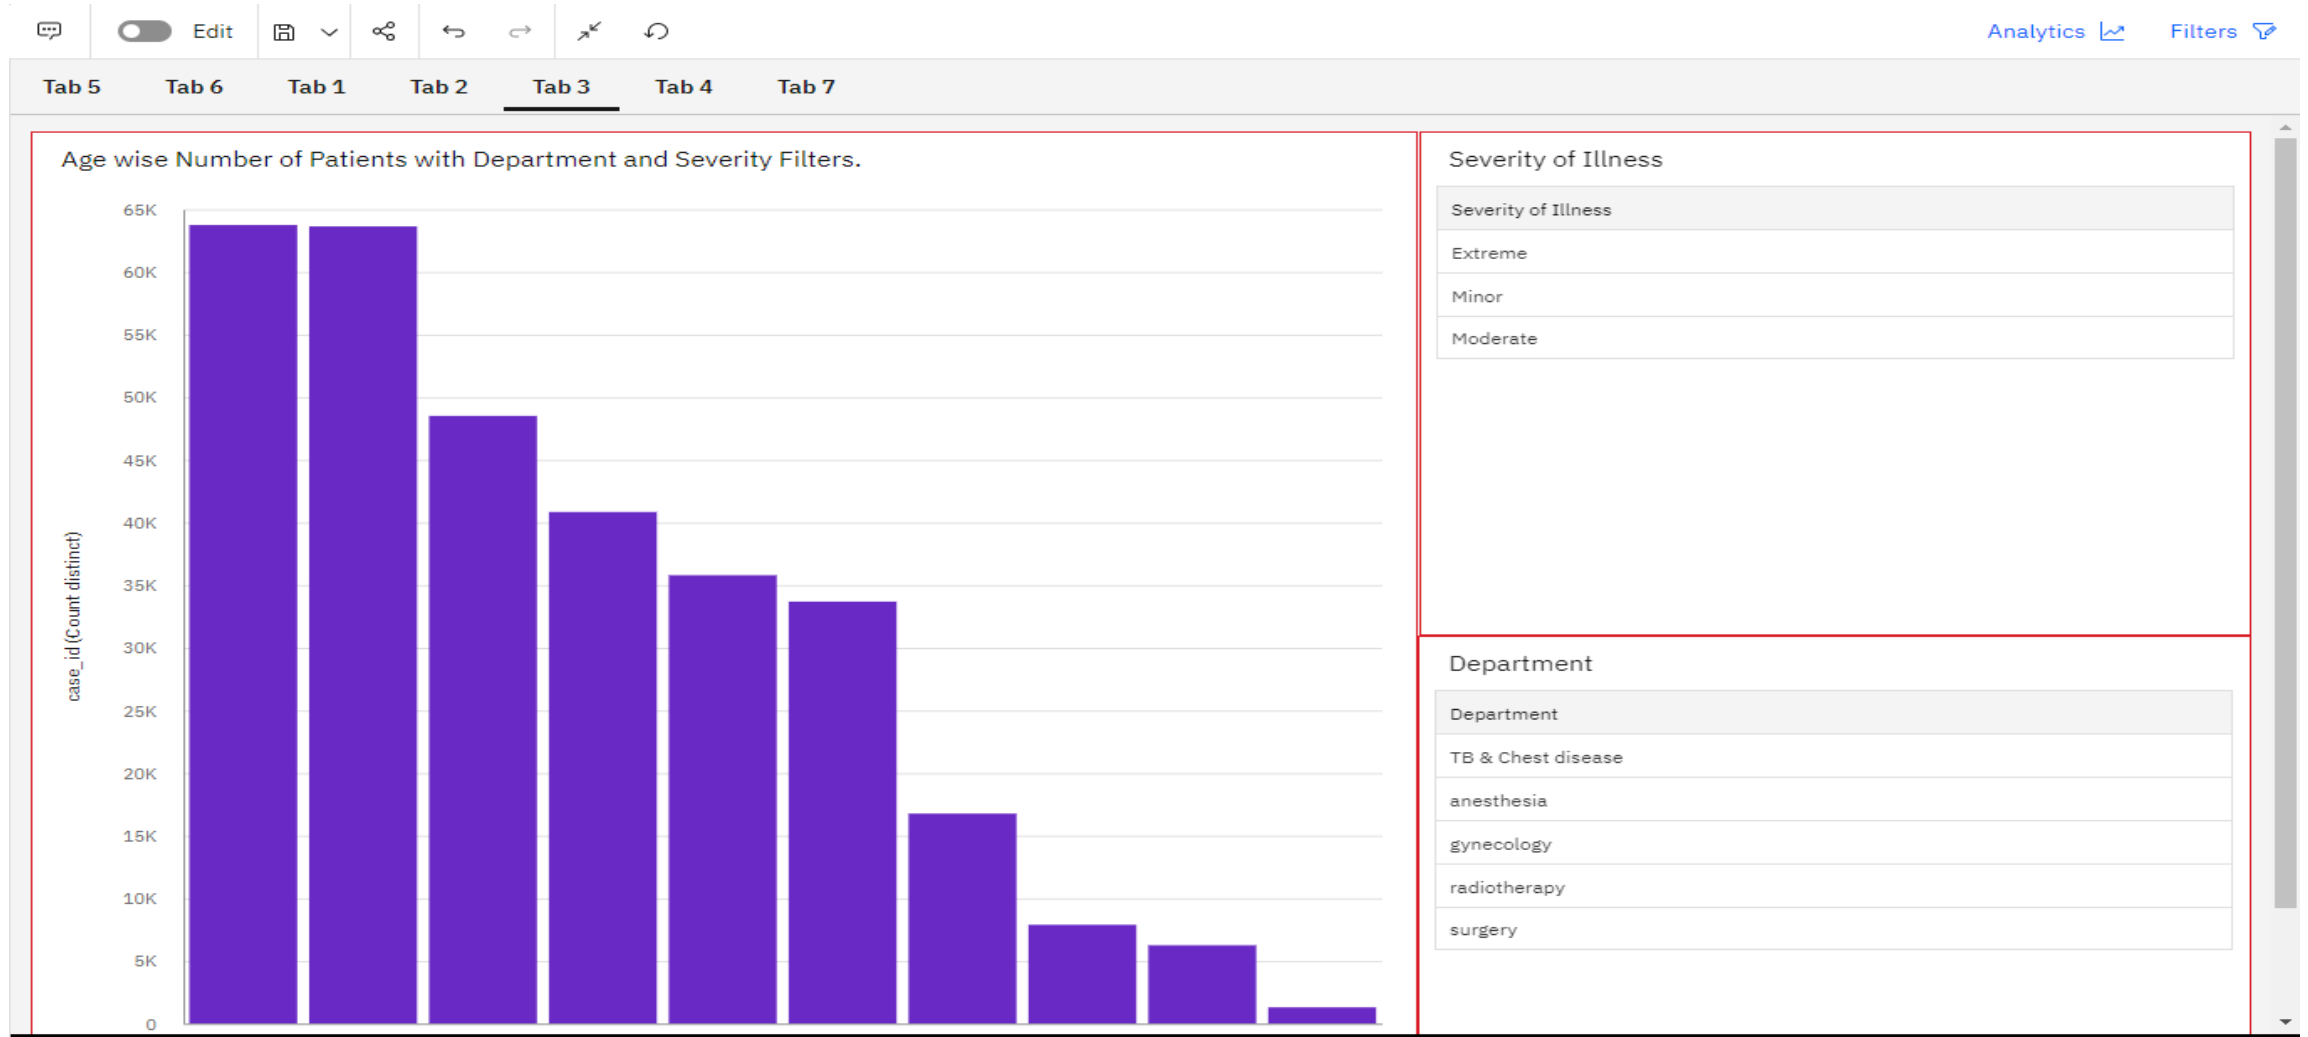 Edit
Analytics
Filters
Tab 5 Tab 6 Tab 1 Tab 2 Tab 3 Tab 4 Tab 7
Age wise Number of Patients with Department and Severity Filters.
65K
60K
55K
50K
45K
40K
35K
30K
25K
20K
15K
10K
5K
0
case_id (Count distinct)
Severity of Illness
Severity of Illness
Extreme
Minor
Moderate
Department
Department
TB & Chest disease
anesthesia
gynecology
radiotherapy
surgery